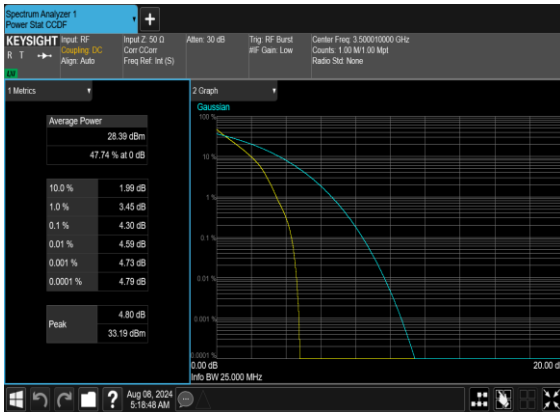 Spectrum Analyzer 1
Power Stat CCDF
+
KEYSIGHT
R T
LNI
Input: RF
Coupling: DC
Align: Auto
Input Z: 50 Ω
Corr CCorr
Freq Ref: Int (S)
Atten: 30 dB
Trig: RF Burst
#IF Gain: Low
Center Freq: 3.500010000 GHz
Counts: 1.00 M/1.00 Mpt
Radio Std: None
1 Metrics
Average Power
28.39 dBm
47.74 % at 0 dB
10.0 % 1.99 dB
1.0 % 3.45 dB
0.1 % 4.30 dB
0.01 % 4.59 dB
0.001 % 4.73 dB
0.0001 % 4.79 dB
Peak
4.80 dB
33.19 dBm
2 Graph
Gaussian
100 %
10 %
1 %
0.1 %
0.01 %
0.001 %
0.0001 %
0.00 dB
20.00 d
Info BW 25.000 MHz
?
Aug 08, 2024
5:18:48 AM